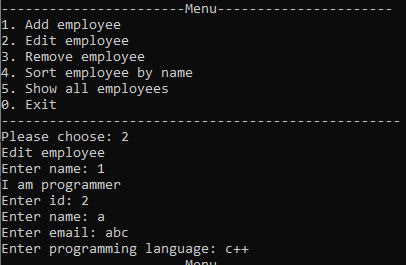 -----------------------Menu----------------------
1. Add employee
2. Edit employee
3. Remove employee
4. Sort employee by name
5. Show all employees
0. Exit
--------------------------------------------------
Please choose: 2
Edit employee
Enter name: 1
I am programmer
Enter id: 2
Enter name: a
Enter email: abc
Enter programming language: c++
Menu